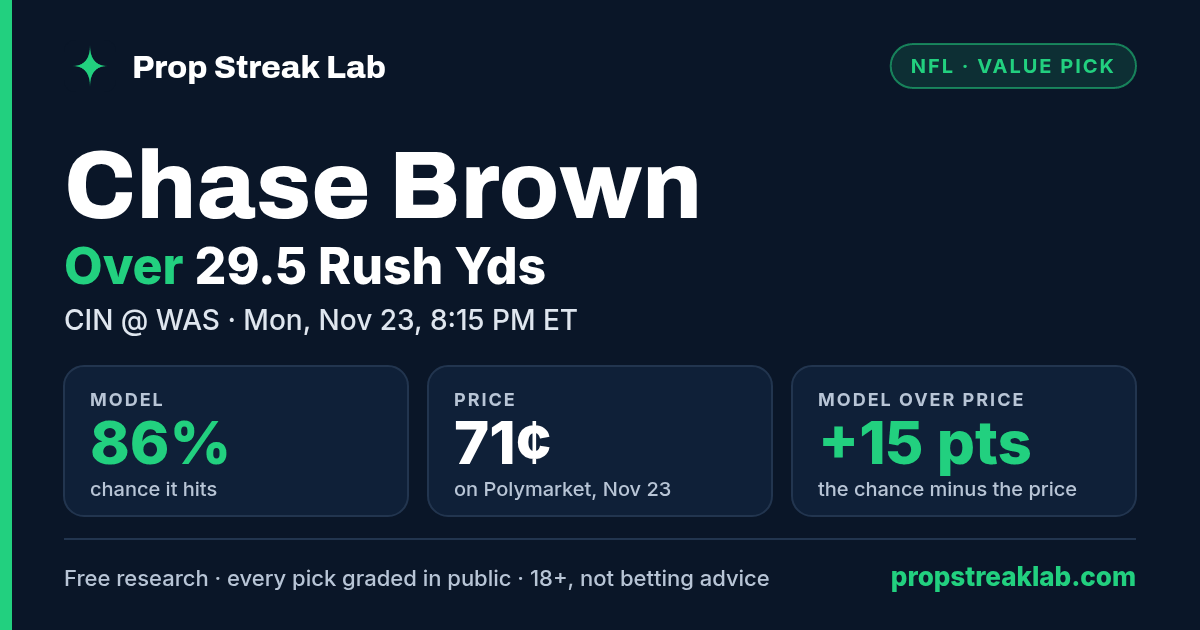 Prop Streak Lab
NFL · VALUE PICK
Chase Brown
Over 29.5 Rush Yds
CIN @ WAS · Mon, Nov 23, 8:15 PM ET
MODEL
86%
chance it hits
PRICE
71¢
on Polymarket, Nov 23
MODEL OVER PRICE
+15 pts
the chance minus the price
Free research · every pick graded in public · 18+, not betting advice
propstreaklab.com